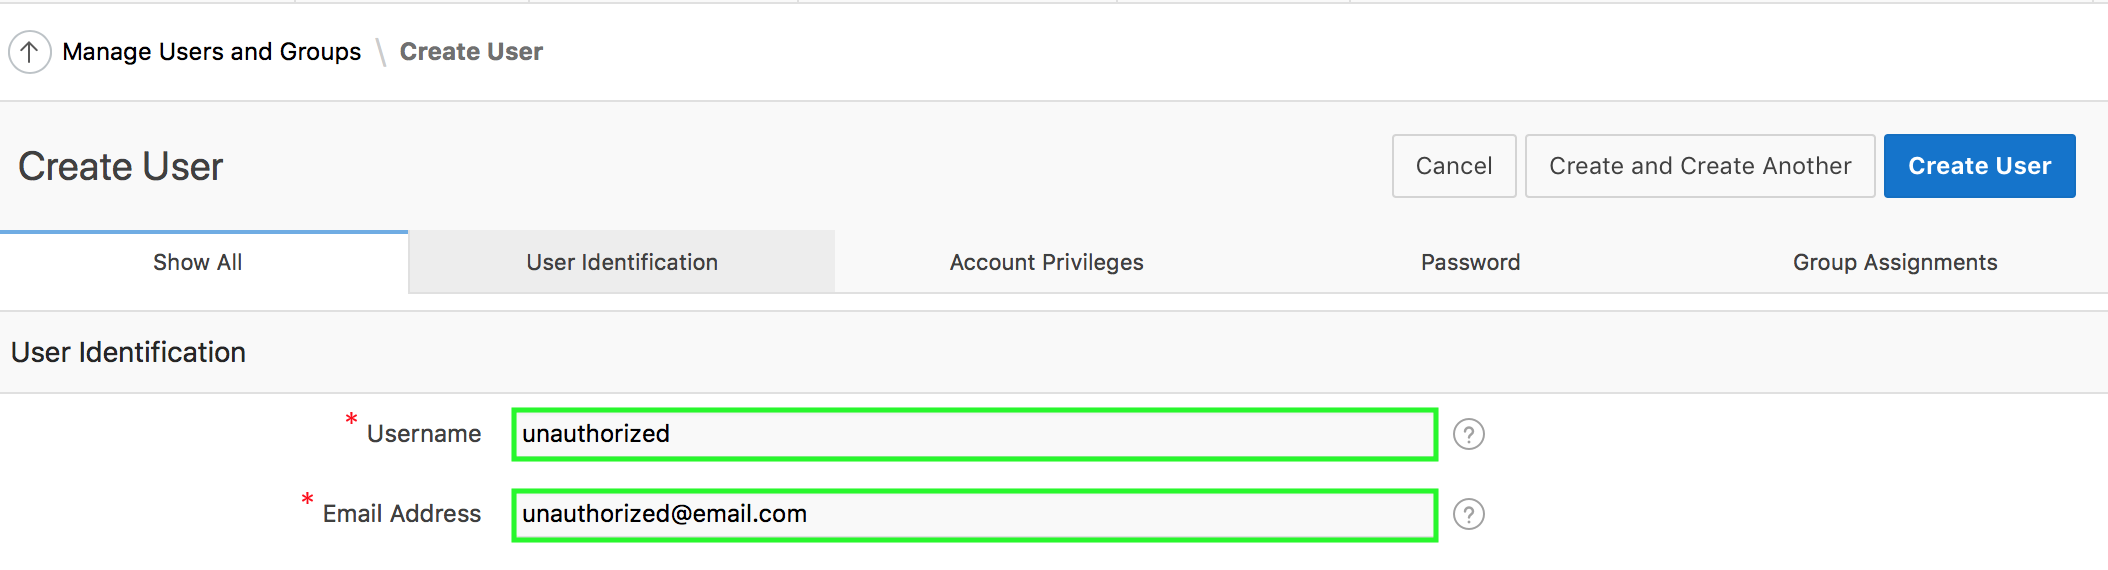 Manage Users and Groups \ Create User
Create User
Cancel
Create and Create Another
Create User
Show All
User Identification
Account Privileges
Password
Group Assignments
User Identification
* Username unauthorized ?
* Email Address unauthorized@email.com ?